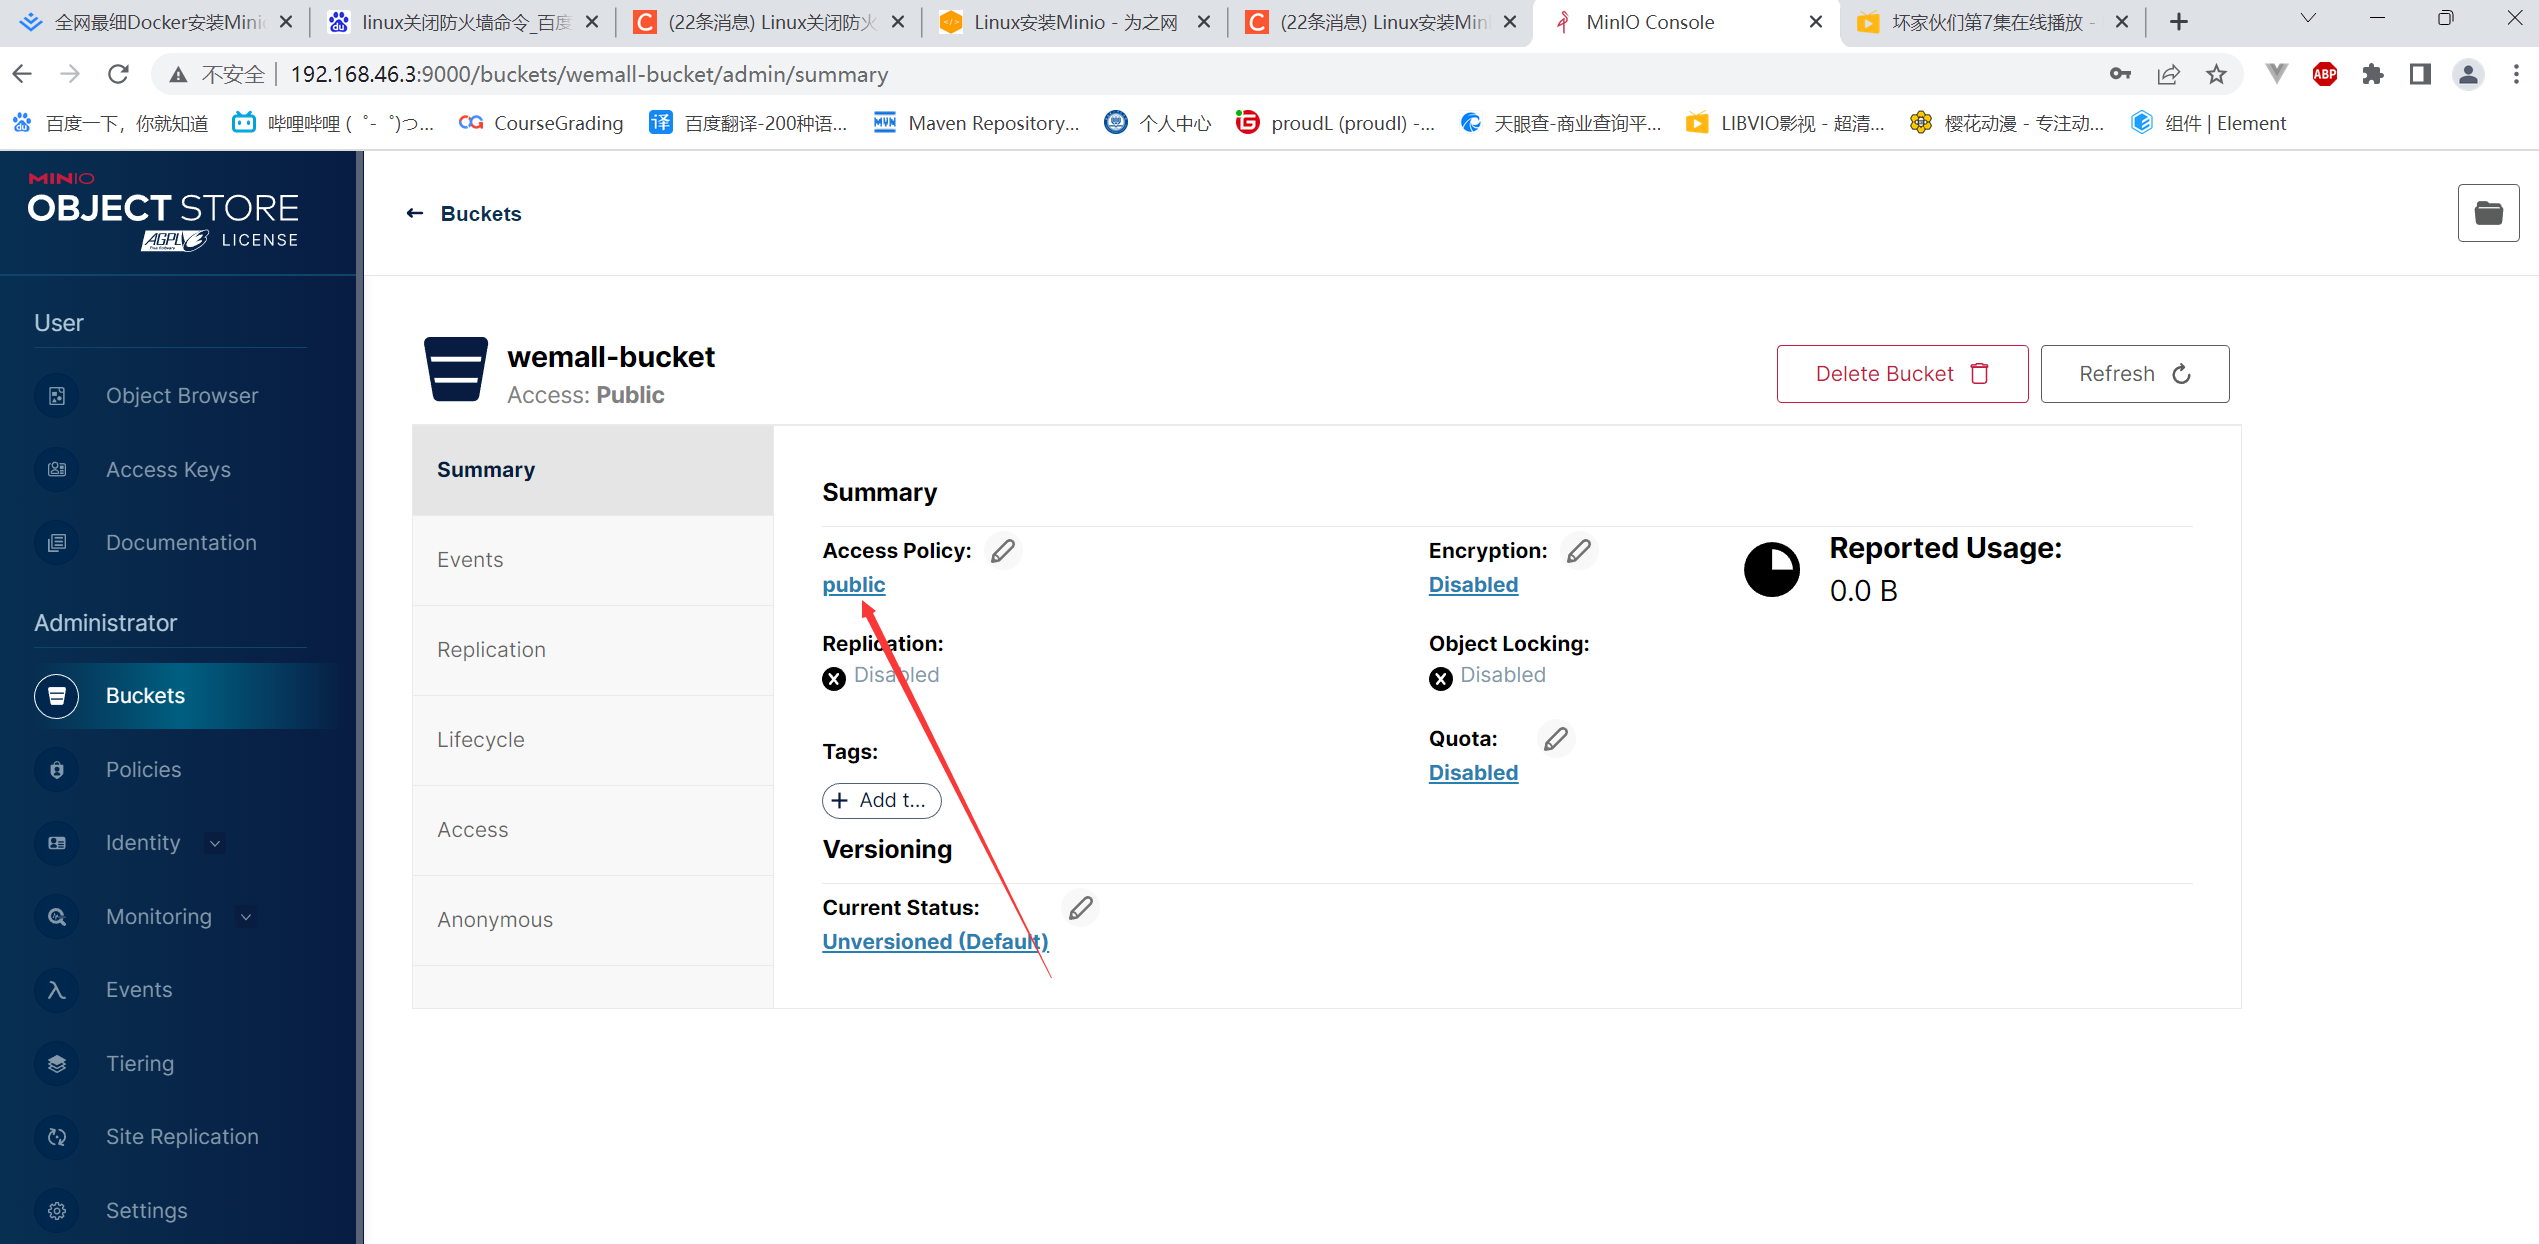 全网最细Docker安装Minic
linux关闭防火墙命令_百度
(22条消息) Linux关闭防火
Linux安装Minio - 为之网
(22条消息) Linux安装Min
MinIO Console
坏家伙们第7集在线播放 -
不安全
192.168.46.3:9000/buckets/wemall-bucket/admin/summary
ABP
百度一下，你就知道
哔哩哔哩 ( ゜- ゜)つ...
CourseGrading
译 百度翻译-200种语...
MVN Maven Repository...
个人中心
proudL (proudl) -...
天眼查-商业查询平...
LIBVIO影视 - 超清...
樱花动漫 - 专注动...
组件 | Element
MINIO
OBJECT STORE
AGPLv3 LICENSE
User
Object Browser
Access Keys
Documentation
Administrator
Buckets
Policies
Identity
Monitoring
Events
Tiering
Site Replication
Settings
Buckets
wemall-bucket
Access: Public
Delete Bucket
Refresh
Summary
Events
Replication
Lifecycle
Access
Anonymous
Summary
Access Policy:
public
Encryption:
Disabled
Reported Usage:
0.0 B
Replication:
Disabled
Object Locking:
Disabled
Tags:
+ Add t...
Quota:
Disabled
Versioning
Current Status:
Unversioned (Default)